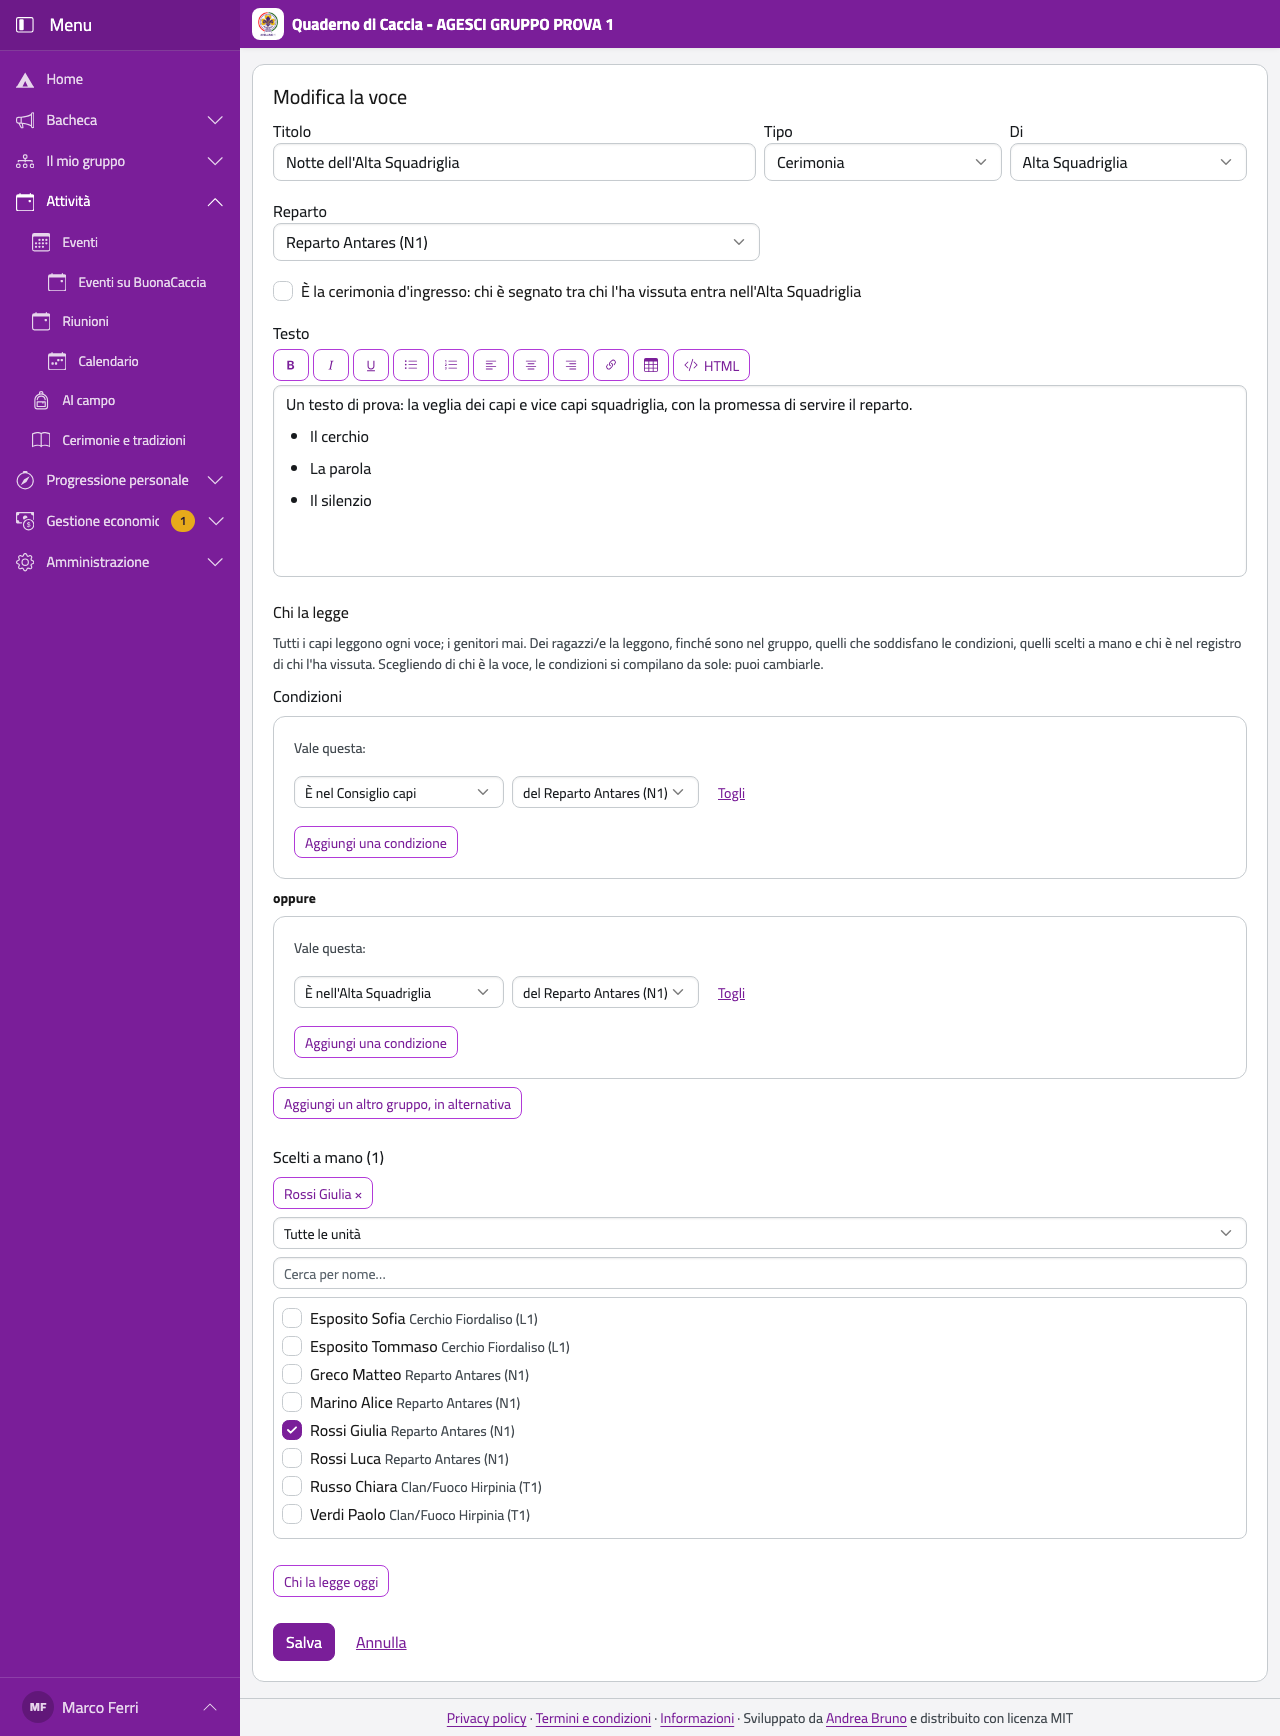 Menu
Quaderno di Caccia - AGESCI GRUPPO PROVA 1
Home
Bacheca
Il mio gruppo
Attività
Eventi
Eventi su BuonaCaccia
Riunioni
Calendario
Al campo
Cerimonie e tradizioni
Progressione personale
Gestione economic
1
Amministrazione
MF
Marco Ferri
Modifica la voce
Titolo
Tipo
Di
Notte dell'Alta Squadriglia
Cerimonia
Alta Squadriglia
Reparto
Reparto Antares (N1)
È la cerimonia d'ingresso: chi è segnato tra chi l'ha vissuta entra nell'Alta Squadriglia
Testo
B
I
U
</> HTML
Un testo di prova: la veglia dei capi e vice capi squadriglia, con la promessa di servire il reparto.
• Il cerchio
• La parola
• Il silenzio
Chi la legge
Tutti i capi leggono ogni voce; i genitori mai. Dei ragazzi/e la leggono, finché sono nel gruppo, quelli che soddisfano le condizioni, quelli scelti a mano e chi è nel registro
di chi l'ha vissuta. Scegliendo di chi è la voce, le condizioni si compilano da sole: puoi cambiarle.
Condizioni
Vale questa:
È nel Consiglio capi
del Reparto Antares (N1)
Togli
Aggiungi una condizione
oppure
Vale questa:
È nell'Alta Squadriglia
del Reparto Antares (N1)
Togli
Aggiungi una condizione
Aggiungi un altro gruppo, in alternativa
Scelti a mano (1)
Rossi Giulia ×
Tutte le unità
Cerca per nome...
Esposito Sofia Cerchio Fiordaliso (L1)
Esposito Tommaso Cerchio Fiordaliso (L1)
Greco Matteo Reparto Antares (N1)
Marino Alice Reparto Antares (N1)
Rossi Giulia Reparto Antares (N1)
Rossi Luca Reparto Antares (N1)
Russo Chiara Clan/Fuoco Hirpinia (T1)
Verdi Paolo Clan/Fuoco Hirpinia (T1)
Chi la legge oggi
Salva
Annulla
Privacy policy · Termini e condizioni · Informazioni · Sviluppato da Andrea Bruno e distribuito con licenza MIT